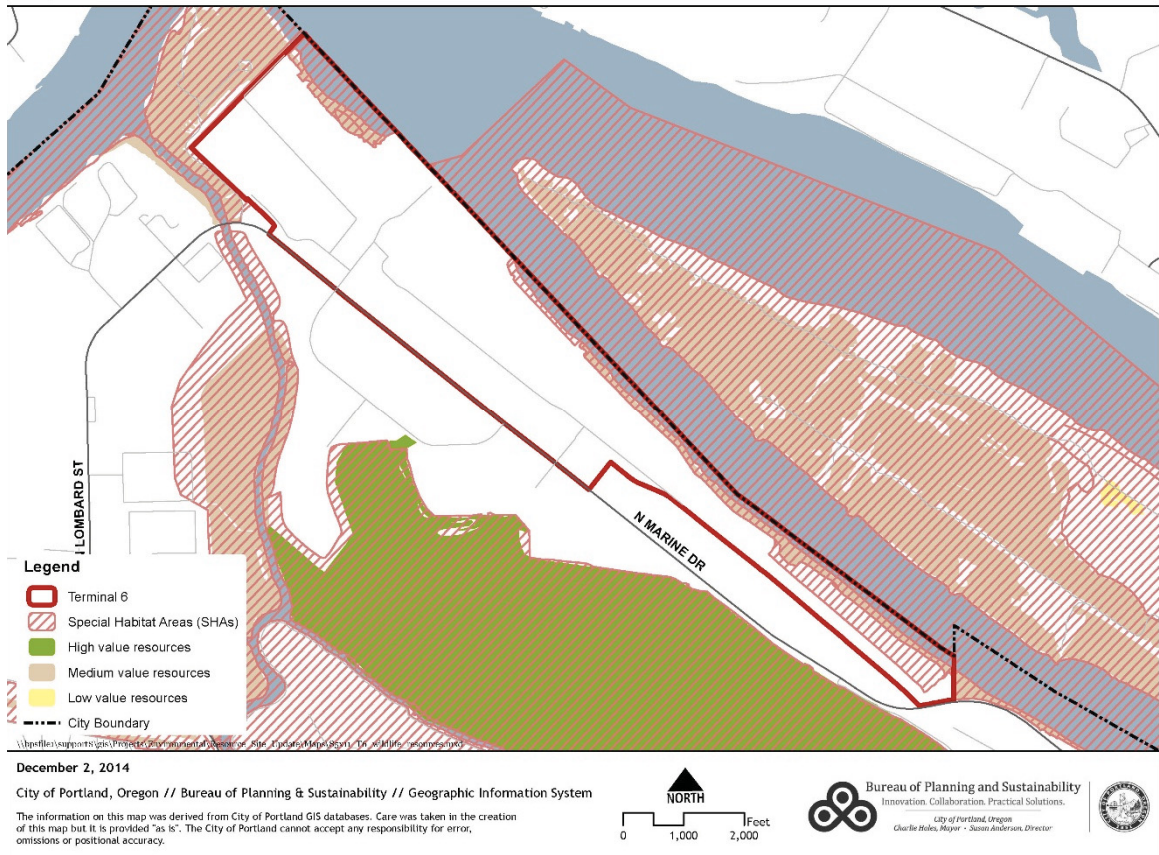 N LOMBARD ST
N MARINE DR
Legend
Terminal 6
Special Habitat Areas (SHAs)
High value resources
Medium value resources
Low value resources
City Boundary
December 2, 2014
City of Portland, Oregon // Bureau of Planning & Sustainability // Geographic Information System
The information on this map was derived from City of Portland GIS databases. Care was taken in the creation
of this map but it is provided "as is". The City of Portland cannot accept any responsibility for error,
omissions or positional accuracy.
NORTH
0 1,000 2,000 Feet
Bureau of Planning and Sustainability
Innovation. Collaboration. Practical Solutions.
City of Portland, Oregon
Charlie Hales, Mayor • Susan Anderson, Director